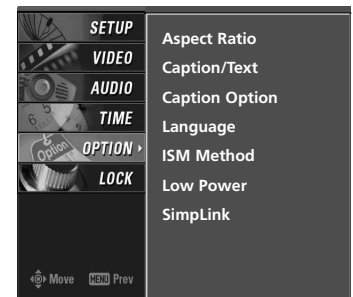 SETUP
VIDEO
AUDIO
TIME
OPTION
LOCK
Move MENU Prev
Aspect Ratio
Caption/Text
Caption Option
Language
ISM Method
Low Power
SimpLink
Option